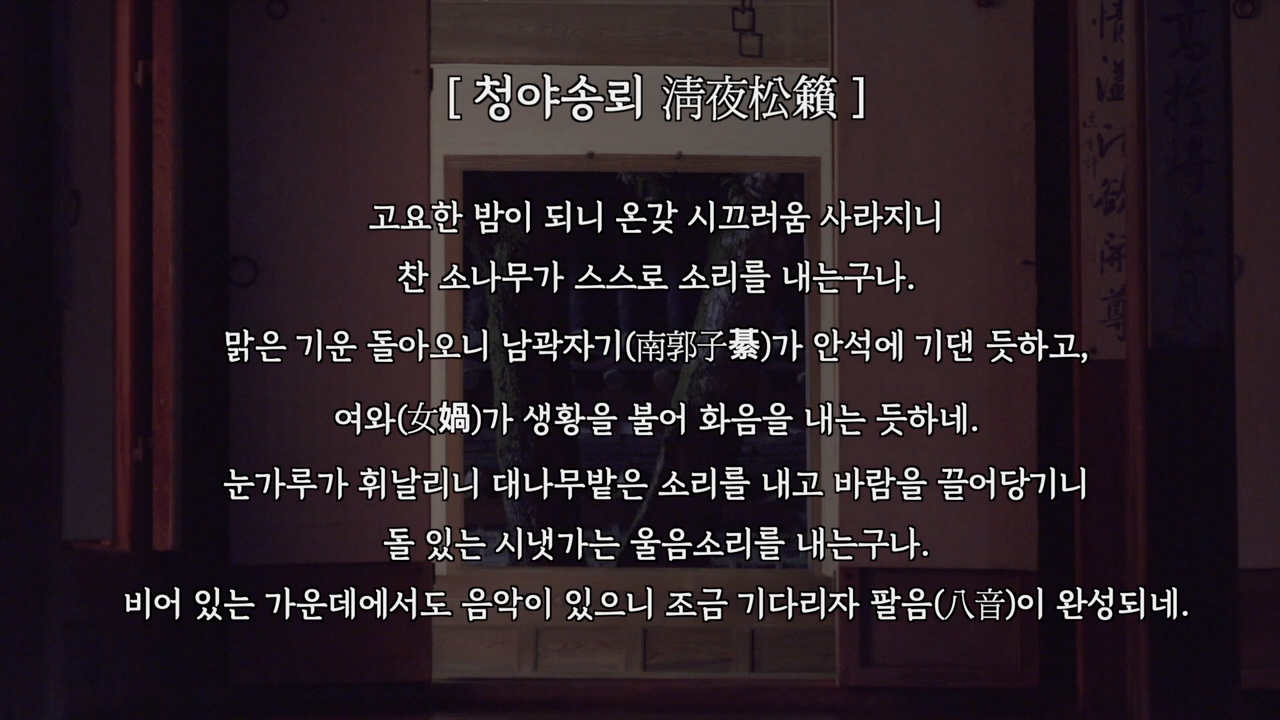 [ 청야송뢰 淸夜松籟 ]
고요한 밤이 되니 온갖 시끄러움 사라지니
찬 소나무가 스스로 소리를 내는구나.
맑은 기운 돌아오니 남곽자기(南郭子綦)가 안석에 기댄 듯하고,
여와(女媧)가 생황을 불어 화음을 내는 듯하네.
눈가루가 휘날리니 대나무밭은 소리를 내고 바람을 끌어당기니
돌 있는 시냇가는 울음소리를 내는구나.
비어 있는 가운데에서도 음악이 있으니 조금 기다리자 팔음(八音)이 완성되네.